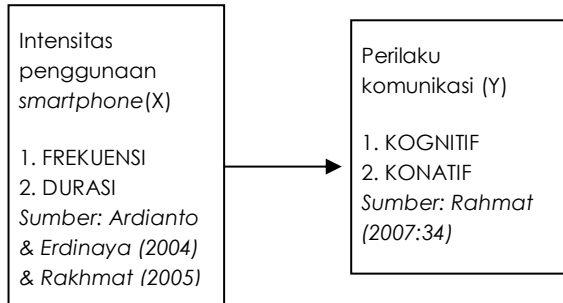 Intensitas
penggunaan
smartphone(X)
1. FREKUENSI
2. DURASI
Sumber: Ardianto
& Erdinaya (2004)
& Rakhmat (2005)
Perilaku
komunikasi (Y)
1. KOGNITIF
2. KONATIF
Sumber: Rahmat
(2007:34)